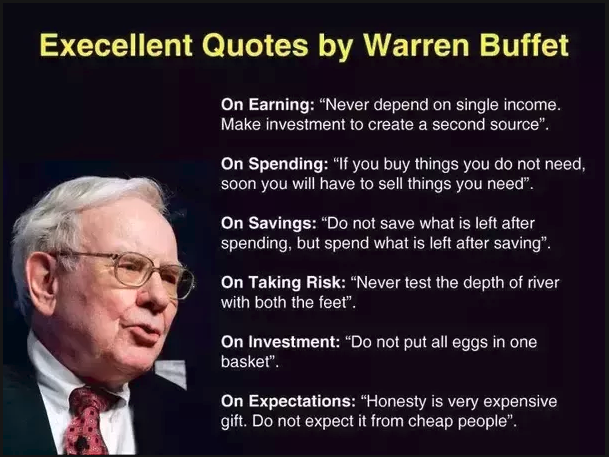 Execellent Quotes by Warren Buffet
On Earning: “Never depend on single income.
Make investment to create a second source”.
On Spending: “If you buy things you do not need,
soon you will have to sell things you need”.
On Savings: “Do not save what is left after
spending, but spend what is left after saving”.
On Taking Risk: “Never test the depth of river
with both the feet”.
On Investment: “Do not put all eggs in one
basket”.
On Expectations: “Honesty is very expensive
gift. Do not expect it from cheap people”.